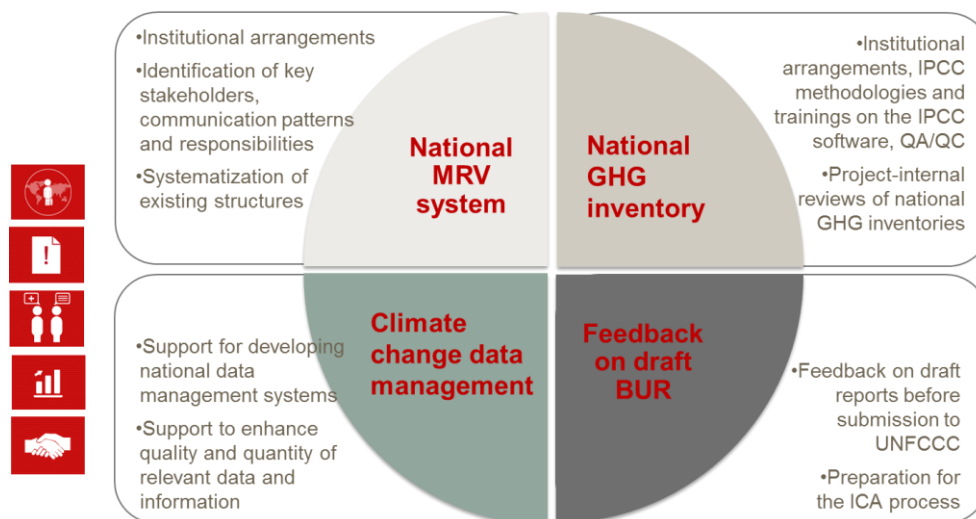 •Institutional arrangements
•Identification of key
stakeholders,
communication patterns
and responsibilities
•Systematization of
existing structures
National
MRV
system
National
GHG
inventory
•Institutional
arrangements, IPCC
methodologies and
trainings on the IPCC
software, QA/QC
•Project-internal
reviews of national
GHG inventories
•Support for developing
national data
management systems
•Support to enhance
quality and quantity of
relevant data and
information
Climate
change data
management
Feedback
on draft
BUR
•Feedback on draft
reports before
submission to
UNFCCC
•Preparation for
the ICA process